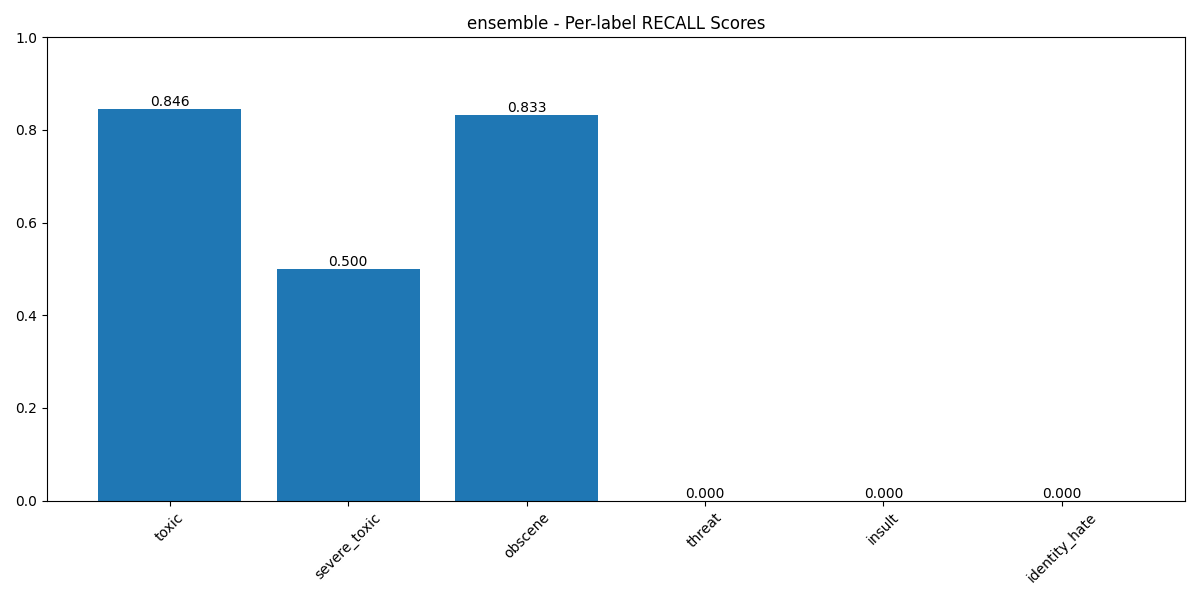 ensemble - Per-label RECALL Scores
1.0
0.8
0.6
0.4
0.2
0.0
0.846
0.500
0.833
0.000
0.000
0.000
toxic
severe_toxic
obscene
threat
insult
identity_hate